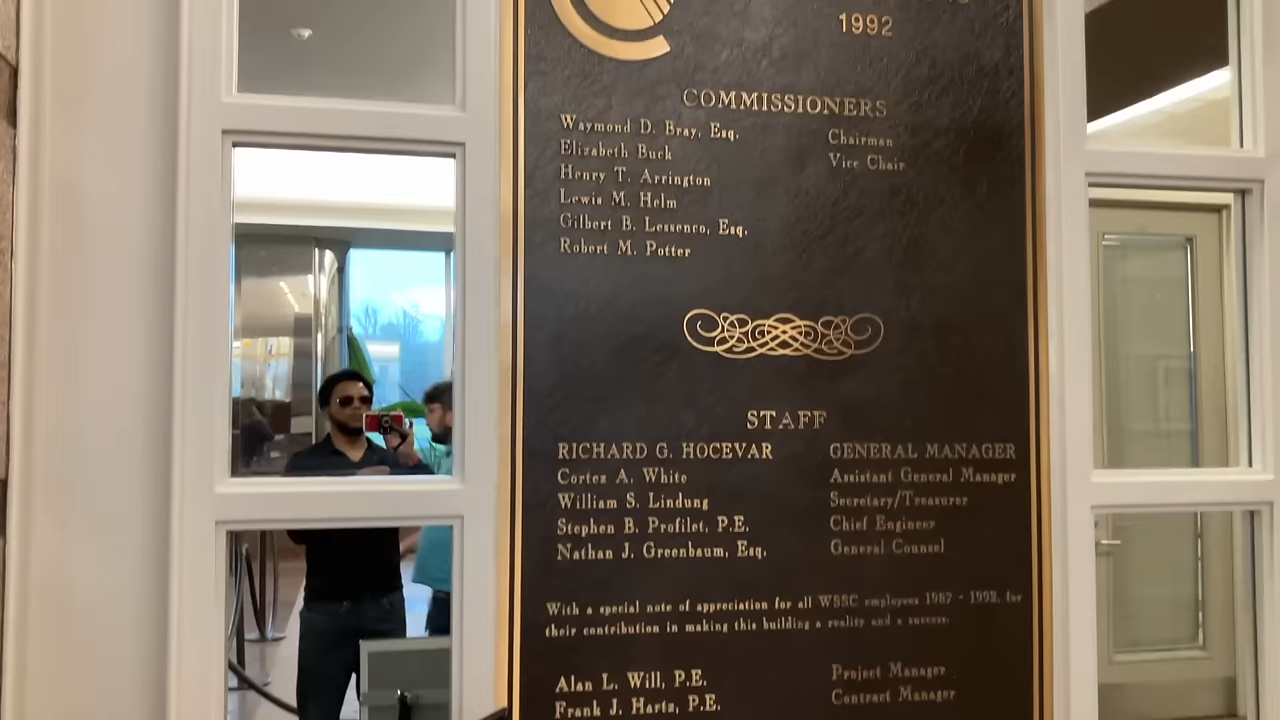 1992
COMMISSIONERS
Waymond D. Bray, Esq. Chairman
Elizabeth Buck Vice Chair
Henry T. Arrington
Lewis M. Helm
Gilbert B. Lessenco, Esq.
Robert M. Potter
STAFF
RICHARD G. HOCEVAR GENERAL MANAGER
Cortez A. White Assistant General Manager
William S. Lindung Secretary/Treasurer
Stephen B. Profilet, P.E. Chief Engineer
Nathan J. Greenbaum, Esq. General Counsel
With a special note of appreciation for all WSSC employees 1987 - 1992, for
their contribution in making this building a reality and a success.
Alan L. Will, P.E. Project Manager
Frank J. Hartz, P.E. Contract Manager